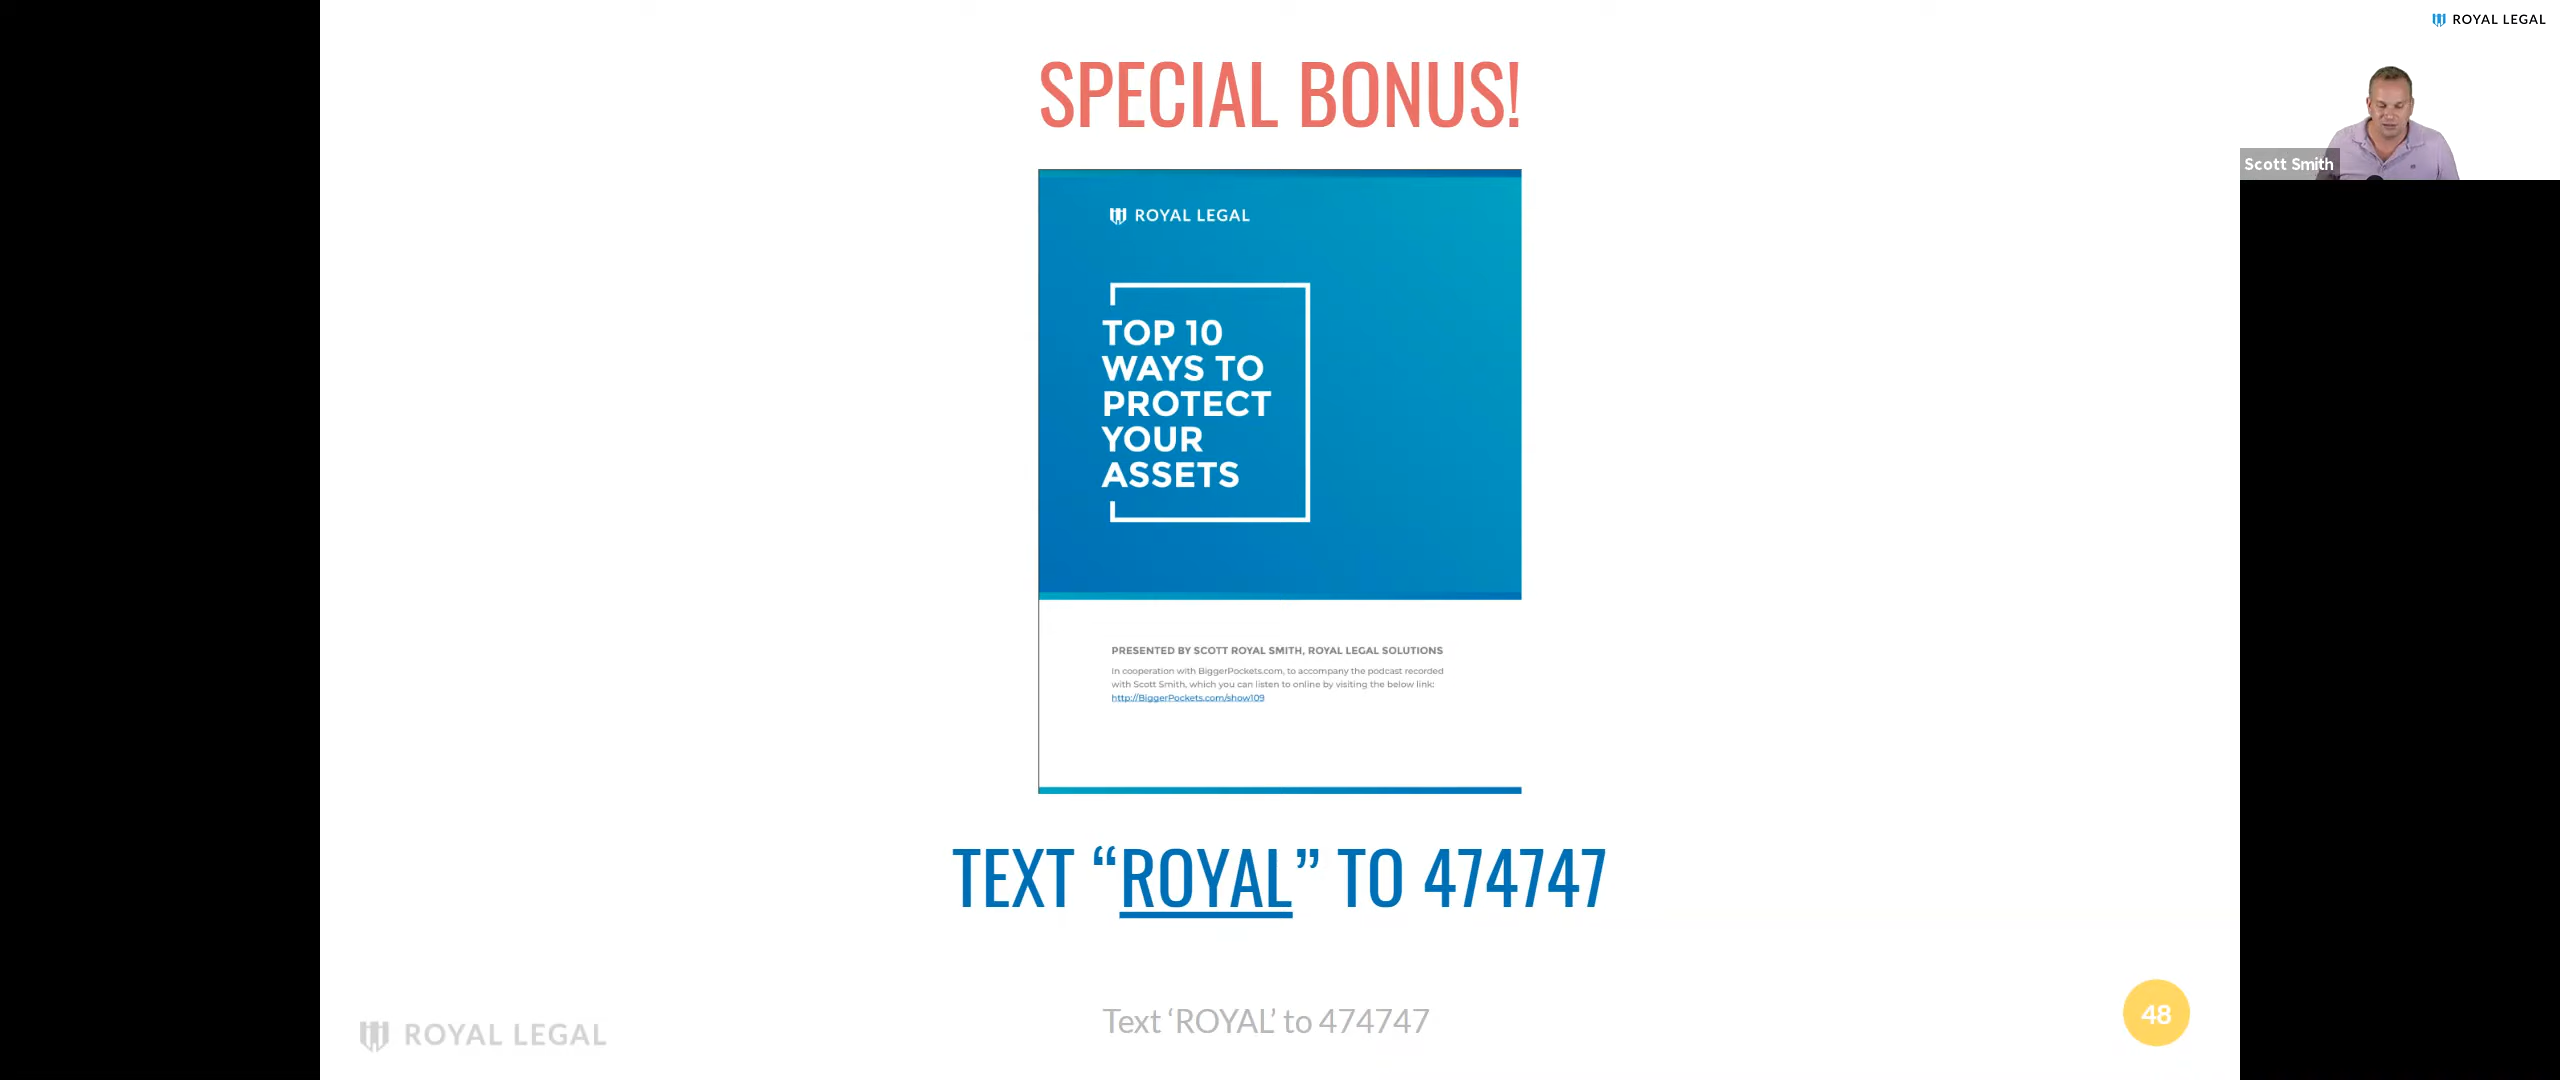 ROYAL LEGAL
SPECIAL BONUS!
Scott Smith
ROYAL LEGAL
TOP 10
WAYS TO
PROTECT
YOUR
ASSETS
PRESENTED BY SCOTT ROYAL SMITH, ROYAL LEGAL SOLUTIONS
In cooperation with BiggerPockets.com, to accompany the podcast recorded
with Scott Smith, which you can listen to online by visiting the below link:
http://BiggerPockets.com/show109
TEXT “ROYAL” TO 474747
Text ‘ROYAL’ to 474747
ROYAL LEGAL
48